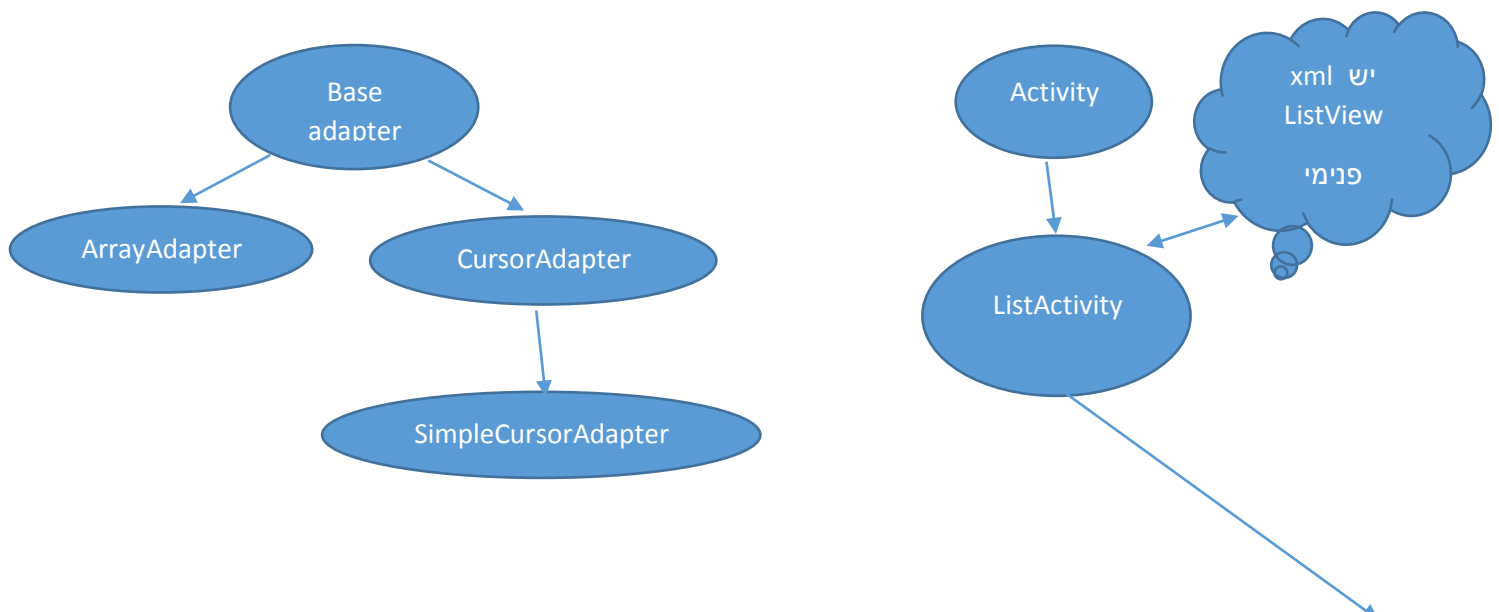 Base
adapter
ArrayAdapter
CursorAdapter
SimpleCursorAdapter
Activity
יש xml
ListView
פנימי
ListActivity